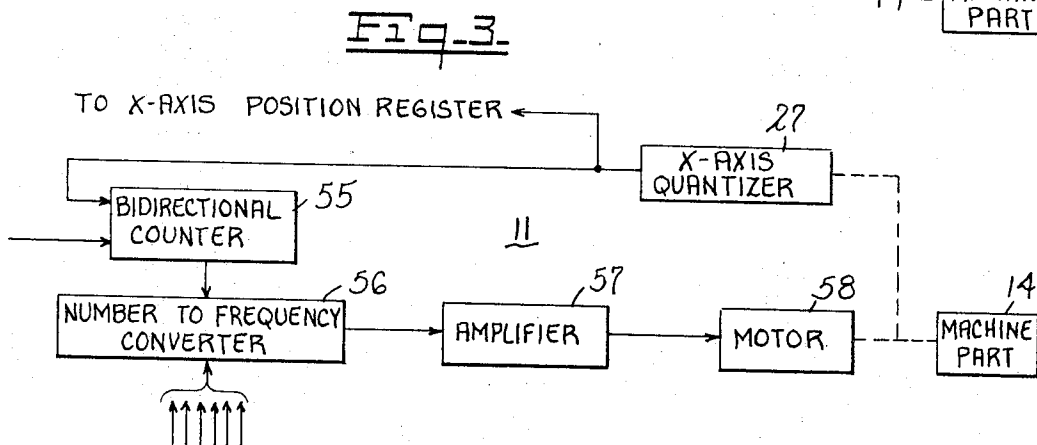 PART
Fig.3.
TO X-AXIS POSITION REGISTER
27
X-AXIS
QUANTIZER
55
BIDIRECTIONAL
COUNTER
11
56
NUMBER TO FREQUENCY
CONVERTER
57
AMPLIFIER
58
MOTOR
14
MACHINE
PART